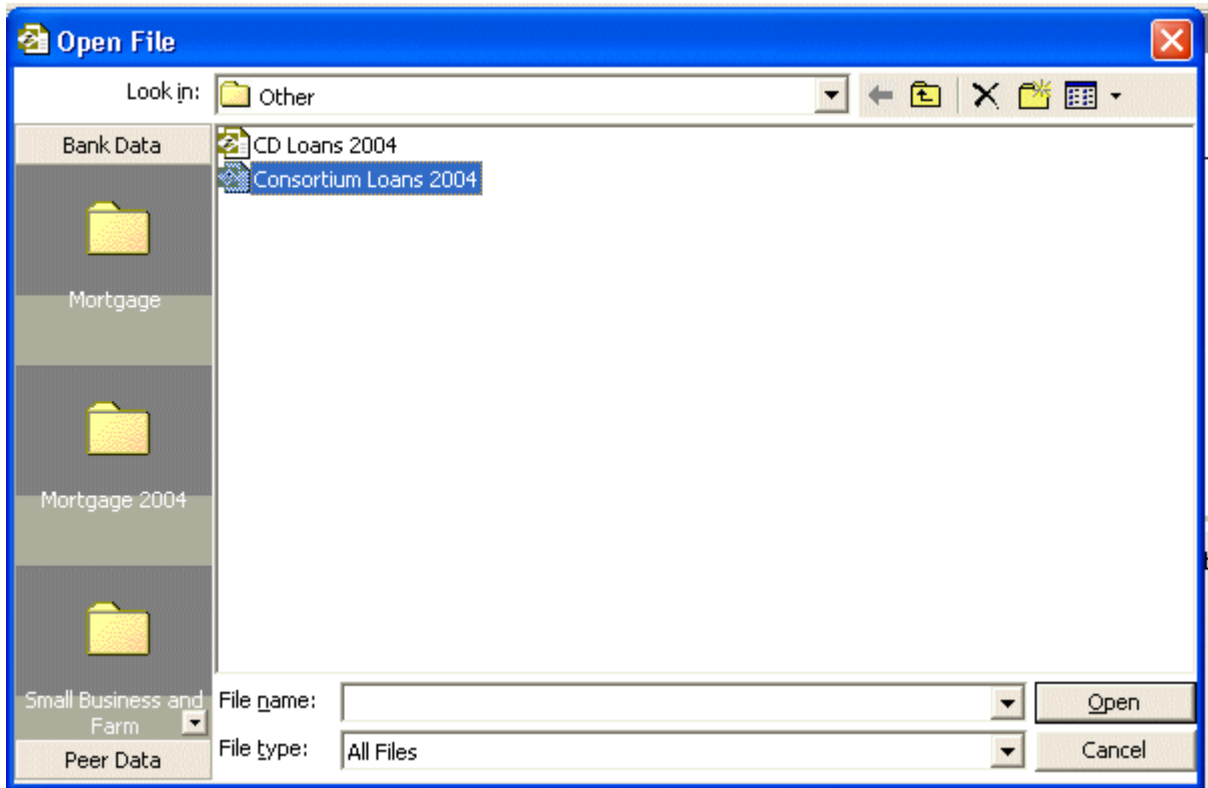 Open File
Look in: Other
Bank Data
CD Loans 2004
Consortium Loans 2004
Mortgage
Mortgage 2004
Small Business and
Farm
Peer Data
File name:
Open
File type: All Files
Cancel